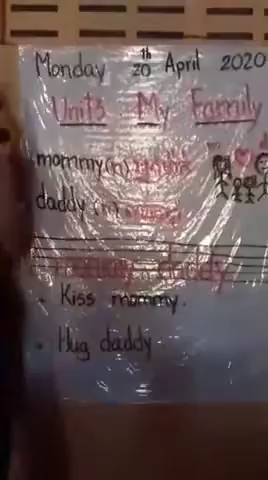 Monday 20th April 2020
Unit 5 My Family
mommy (n)
daddy (n)
mommy daddy
• Kiss mommy.
• Hug daddy